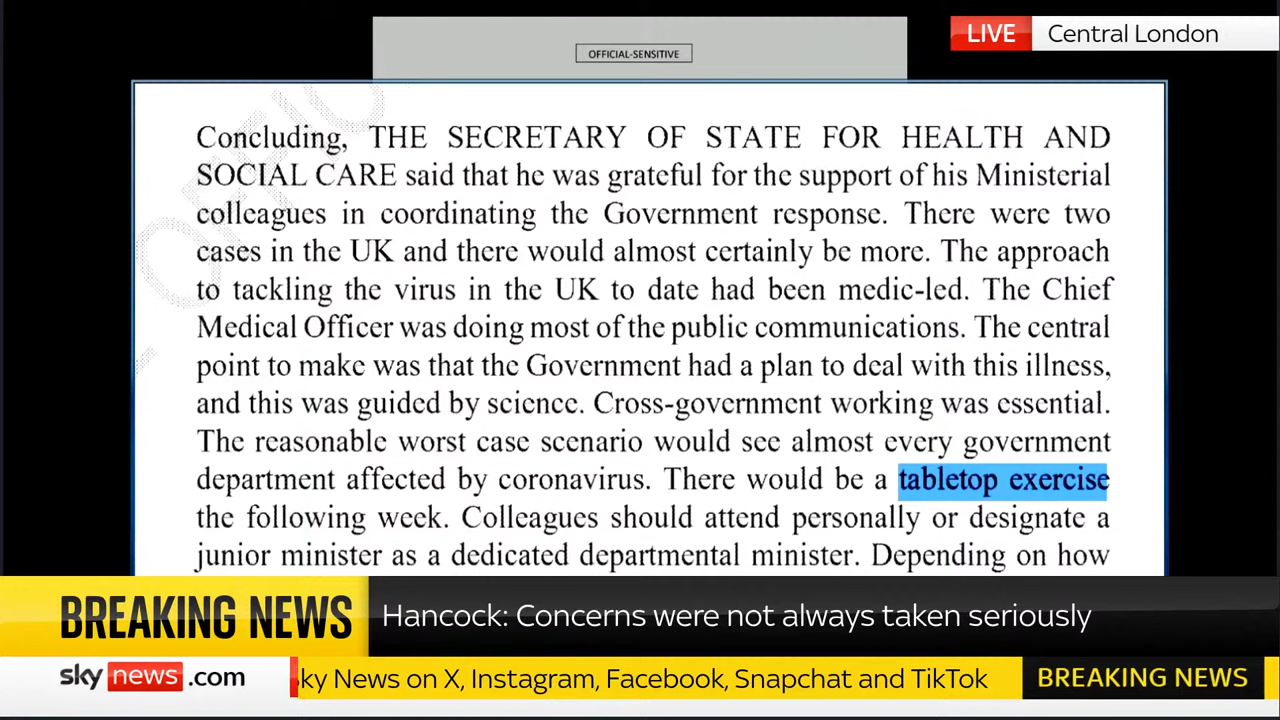 LIVE Central London
OFFICIAL-SENSITIVE
Concluding, THE SECRETARY OF STATE FOR HEALTH AND
SOCIAL CARE said that he was grateful for the support of his Ministerial
colleagues in coordinating the Government response. There were two
cases in the UK and there would almost certainly be more. The approach
to tackling the virus in the UK to date had been medic-led. The Chief
Medical Officer was doing most of the public communications. The central
point to make was that the Government had a plan to deal with this illness,
and this was guided by science. Cross-government working was essential.
The reasonable worst case scenario would see almost every government
department affected by coronavirus. There would be a tabletop exercise
the following week. Colleagues should attend personally or designate a
junior minister as a dedicated departmental minister. Depending on how
BREAKING NEWS Hancock: Concerns were not always taken seriously
sky news.com ky News on X, Instagram, Facebook, Snapchat and TikTok BREAKING NEWS